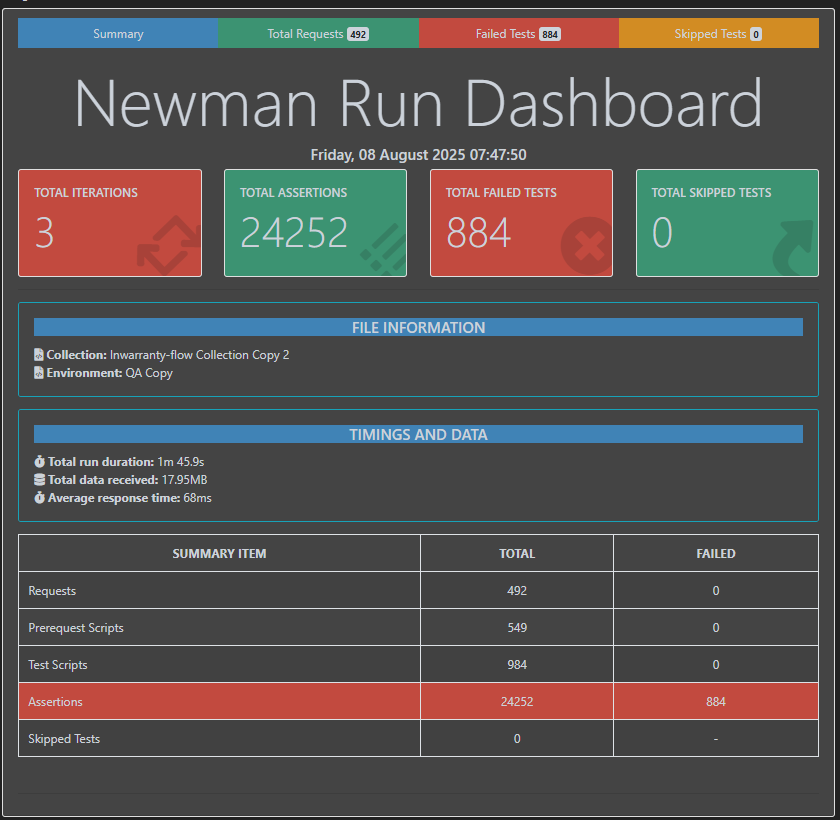 Summary Total Requests 492 Failed Tests 884 Skipped Tests 0
Newman Run Dashboard
Friday, 08 August 2025 07:47:50
TOTAL ITERATIONS TOTAL ASSERTIONS TOTAL FAILED TESTS TOTAL SKIPPED TESTS
3 24252 884 0
FILE INFORMATION
Collection: Inwarranty-flow Collection Copy 2
Environment: QA Copy
TIMINGS AND DATA
Total run duration: 1m 45.9s
Total data received: 17.95MB
Average response time: 68ms
SUMMARY ITEM TOTAL FAILED
Requests 492 0
Prerequest Scripts 549 0
Test Scripts 984 0
Assertions 24252 884
Skipped Tests 0 -